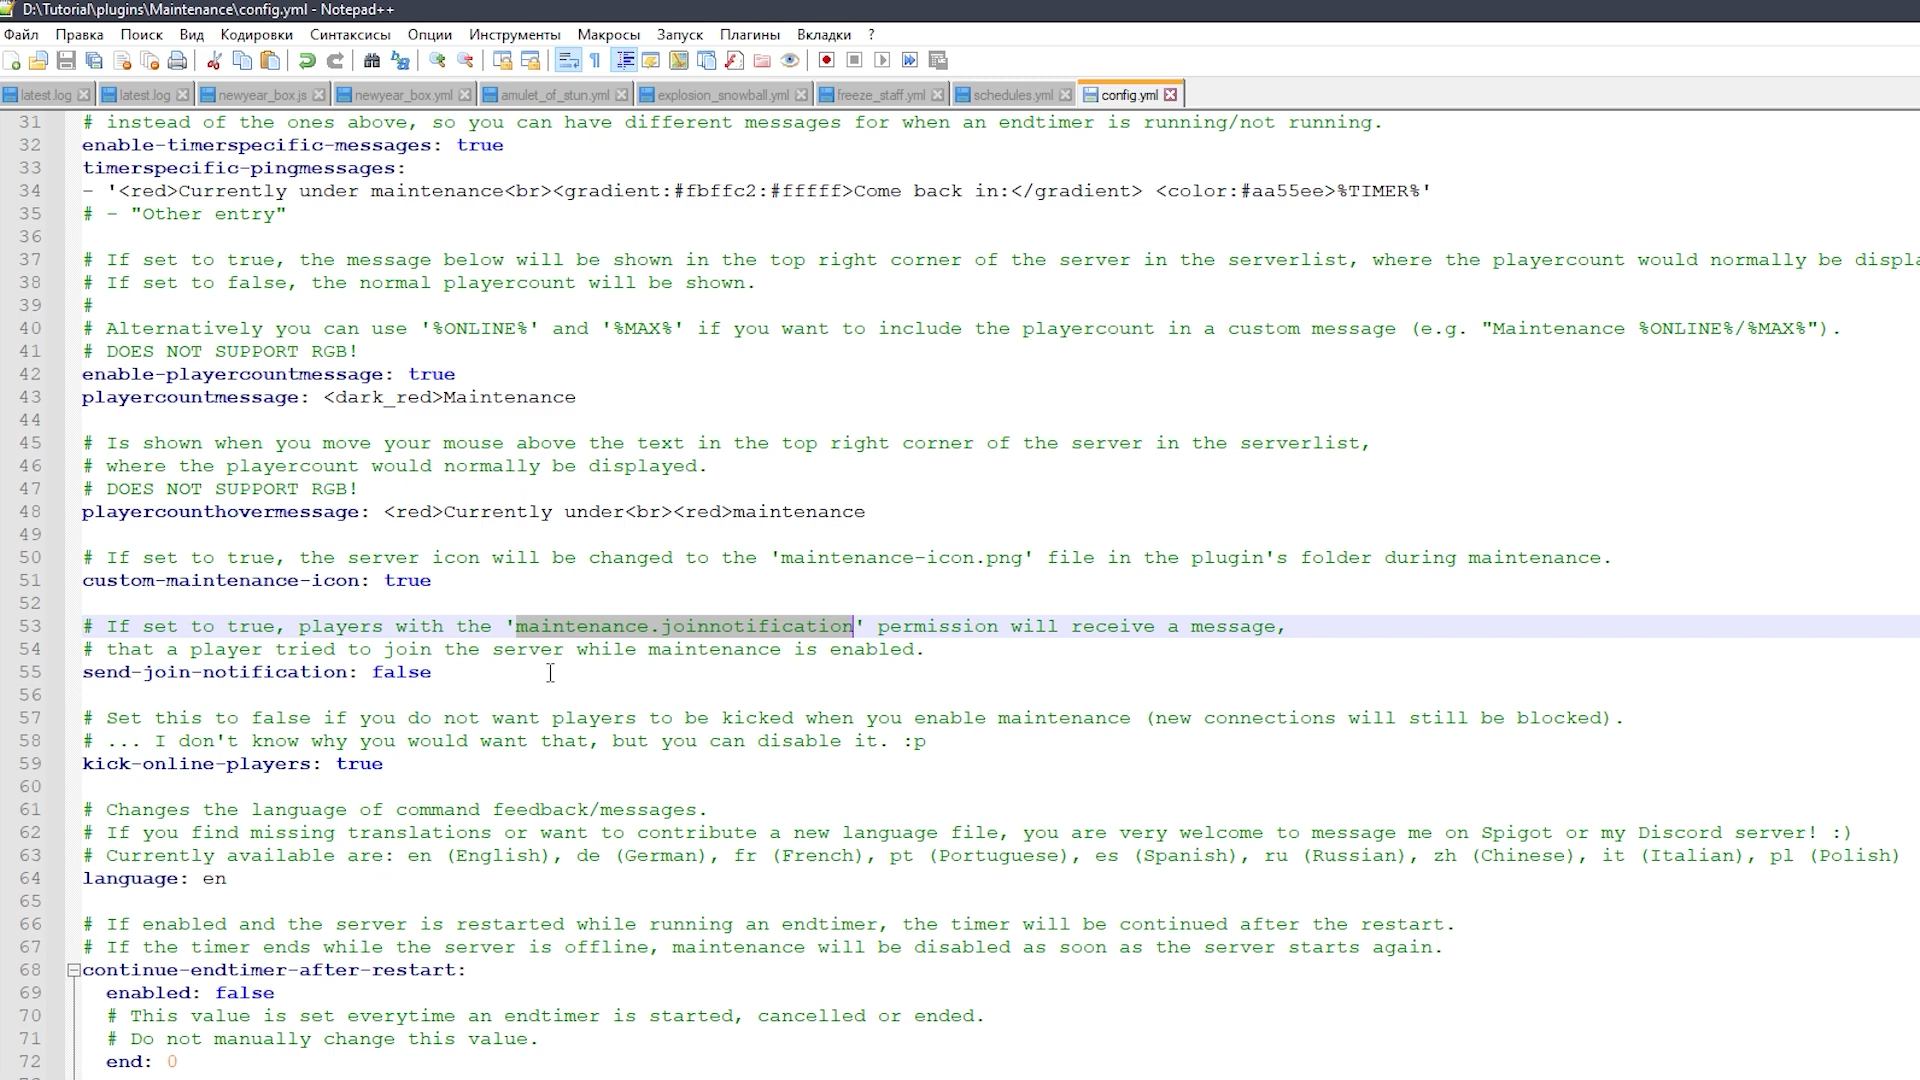 D:\Tutorial\plugins\Maintenance\config.yml - Notepad++
Файл Правка Поиск Вид Кодировки Синтаксисы Опции Инструменты Макросы Запуск Плагины Вкладки ?
latest.log latest.log newyear_box.js newyear_box.yml amulet_of_stun.yml explosion_snowball.yml freeze_staff.yml schedules.yml config.yml
31 # instead of the ones above, so you can have different messages for when an endtimer is running/not running.
32 enable-timerspecific-messages: true
33 timerspecific-pingmessages:
34 - '<red>Currently under maintenance<br><gradient:#fbffc2:#fffff>Come back in:</gradient> <color:#aa55ee>%TIMER%'
35 # - "Other entry"
36
37 # If set to true, the message below will be shown in the top right corner of the server in the serverlist, where the playercount would normally be displa
38 # If set to false, the normal playercount will be shown.
39 #
40 # Alternatively you can use '%ONLINE%' and '%MAX%' if you want to include the playercount in a custom message (e.g. "Maintenance %ONLINE%/%MAX%").
41 # DOES NOT SUPPORT RGB!
42 enable-playercountmessage: true
43 playercountmessage: <dark_red>Maintenance
44
45 # Is shown when you move your mouse above the text in the top right corner of the server in the serverlist,
46 # where the playercount would normally be displayed.
47 # DOES NOT SUPPORT RGB!
48 playercounthovermessage: <red>Currently under<br><red>maintenance
49
50 # If set to true, the server icon will be changed to the 'maintenance-icon.png' file in the plugin's folder during maintenance.
51 custom-maintenance-icon: true
52
53 # If set to true, players with the 'maintenance.joinnotification' permission will receive a message,
54 # that a player tried to join the server while maintenance is enabled.
55 send-join-notification: false
56
57 # Set this to false if you do not want players to be kicked when you enable maintenance (new connections will still be blocked).
58 # ... I don't know why you would want that, but you can disable it. :p
59 kick-online-players: true
60
61 # Changes the language of command feedback/messages.
62 # If you find missing translations or want to contribute a new language file, you are very welcome to message me on Spigot or my Discord server! :)
63 # Currently available are: en (English), de (German), fr (French), pt (Portuguese), es (Spanish), ru (Russian), zh (Chinese), it (Italian), pl (Polish)
64 language: en
65
66 # If enabled and the server is restarted while running an endtimer, the timer will be continued after the restart.
67 # If the timer ends while the server is offline, maintenance will be disabled as soon as the server starts again.
68 continue-endtimer-after-restart:
69 enabled: false
70 # This value is set everytime an endtimer is started, cancelled or ended.
71 # Do not manually change this value.
72 end: 0